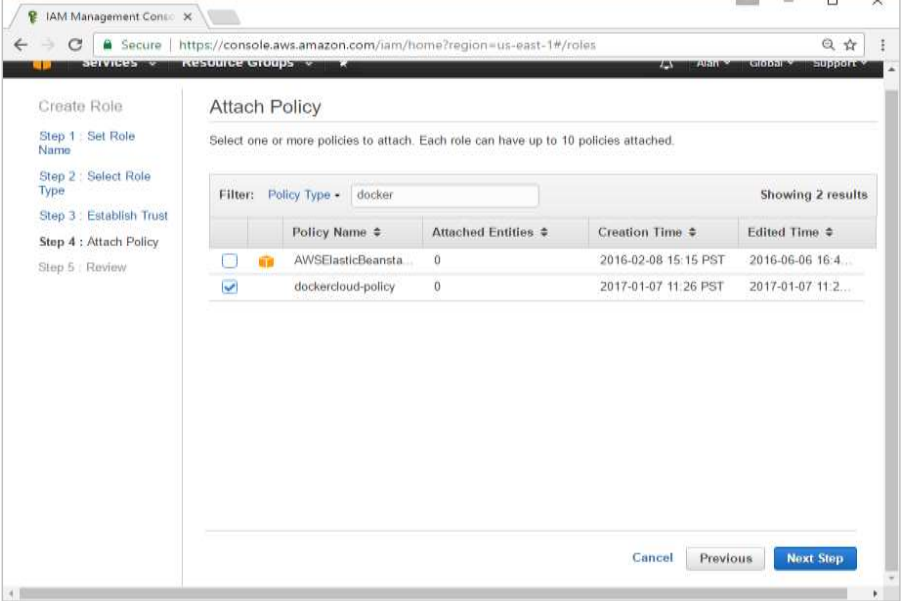 IAM Management Conso
Secure | https://console.aws.amazon.com/iam/home?region=us-east-1#/roles
Services Resource Groups Alan Global Support
Create Role
Attach Policy
Step 1 : Set Role
Name
Select one or more policies to attach. Each role can have up to 10 policies attached.
Step 2 : Select Role
Type
Step 3 : Establish Trust
Step 4 : Attach Policy
Step 5 : Review
Filter: Policy Type docker Showing 2 results
Policy Name Attached Entities Creation Time Edited Time
AWSElasticBeansta... 0 2016-02-08 15:15 PST 2016-06-06 16:4...
dockercloud-policy 0 2017-01-07 11:26 PST 2017-01-07 11:2...
Cancel Previous Next Step